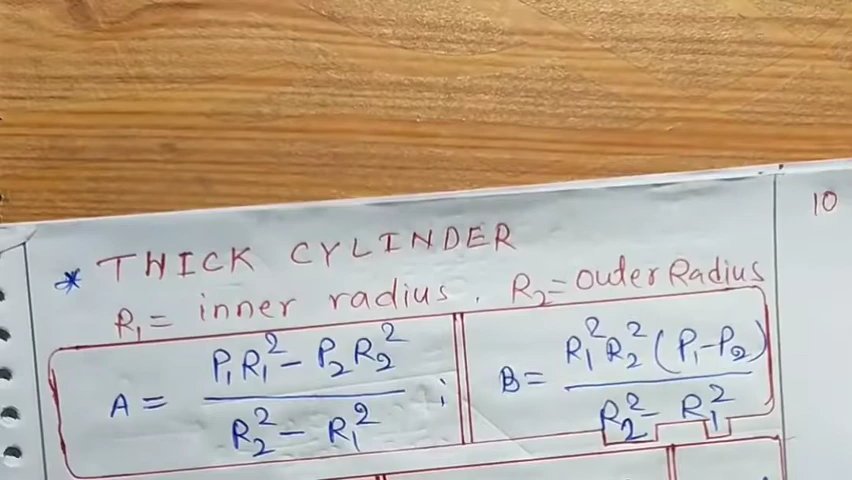 * THICK CYLINDER
10
R₁ = inner radius, R₂ = outer Radius
A = (P₁R₁² - P₂R₂²) / (R₂² - R₁²) ; B = R₁²R₂²(P₁-P₂) / (R₂² - R₁²)